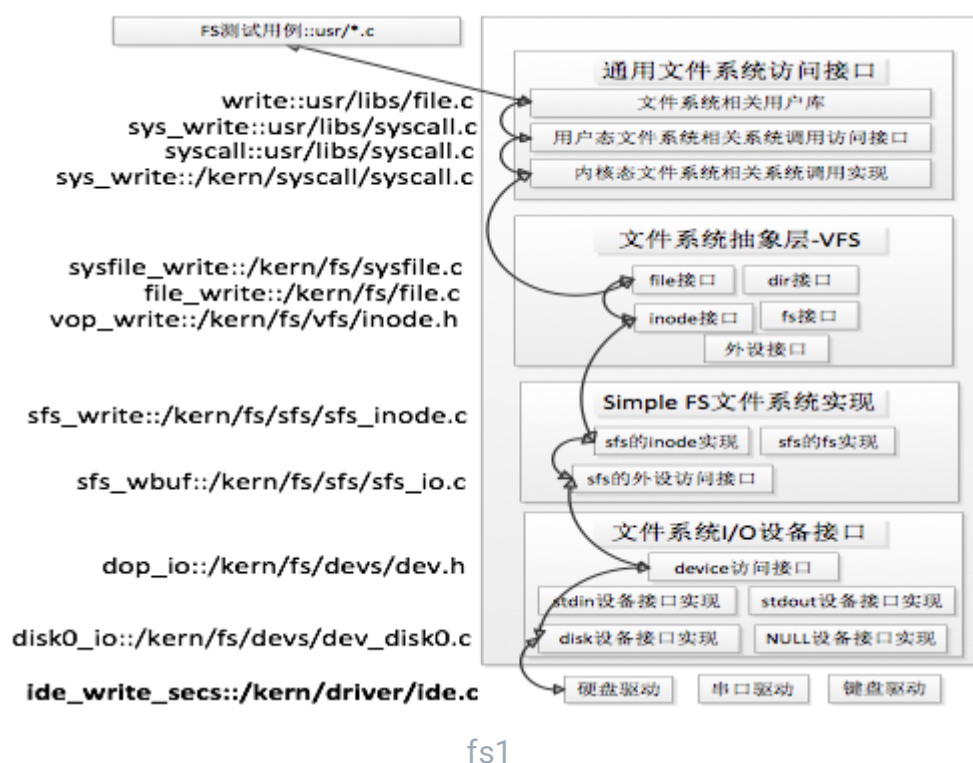 FS测试用例::usr/*.c
通用文件系统访问接口
write::usr/libs/file.c
文件系统相关用户库
sys_write::usr/libs/syscall.c
用户态文件系统相关系统调用访问接口
syscall::usr/libs/syscall.c
sys_write::/kern/syscall/syscall.c
内核态文件系统相关系统调用实现
文件系统抽象层-VFS
sysfile_write::/kern/fs/sysfile.c
file接口
dir接口
file_write::/kern/fs/file.c
vop_write::/kern/fs/vfs/inode.h
inode接口
fs接口
外设接口
Simple FS文件系统实现
sfs_write::/kern/fs/sfs/sfs_inode.c
sfs的inode实现
sfs的fs实现
sfs_wbuf::/kern/fs/sfs/sfs_io.c
sfs的外设访问接口
文件系统I/O设备接口
dop_io::/kern/fs/devs/dev.h
device访问接口
stdin设备接口实现
stdout设备接口实现
disk0_io::/kern/fs/devs/dev_disk0.c
disk设备接口实现
NULL设备接口实现
ide_write_secs::/kern/driver/ide.c
硬盘驱动
串口驱动
键盘驱动
fs1